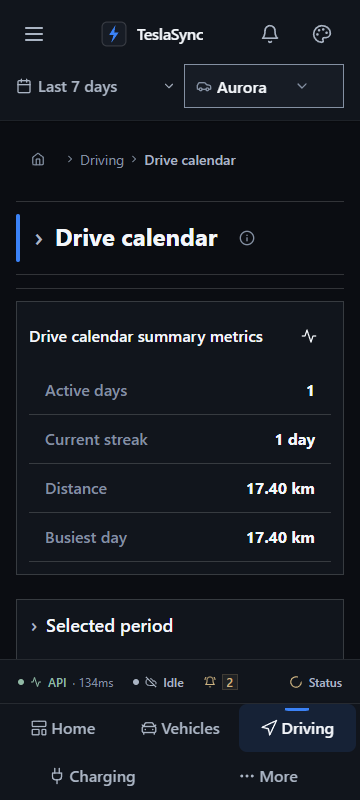 TeslaSync
Last 7 days
Aurora
Driving
Drive calendar
Drive calendar
Drive calendar summary metrics
Active days 1
Current streak 1 day
Distance 17.40 km
Busiest day 17.40 km
Selected period
API · 134ms Idle 2 Status
Home Vehicles Driving
Charging More